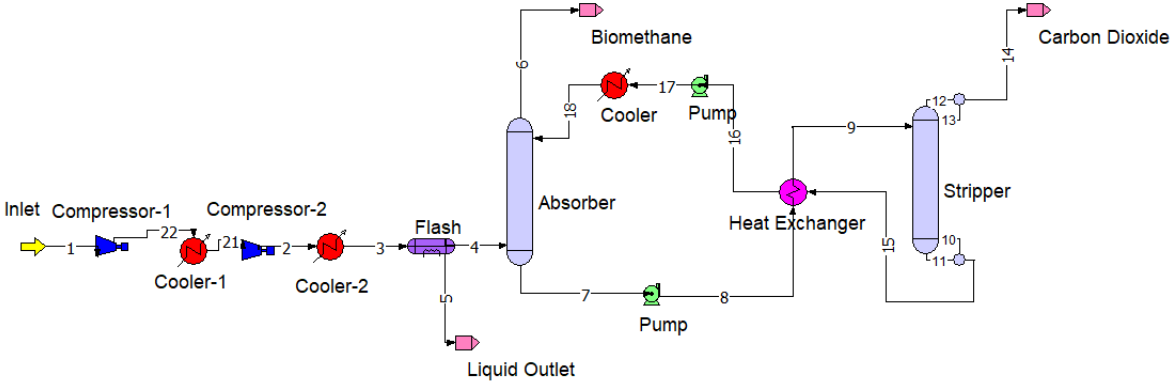 Biomethane
Carbon Dioxide
6
14
17
18
Cooler
Pump
12
13
16
9
Absorber
Heat Exchanger
Stripper
Inlet
Compressor-1
Compressor-2
Flash
1
22
21
2
3
4
10
11
15
Cooler-1
Cooler-2
7
8
5
Pump
Liquid Outlet